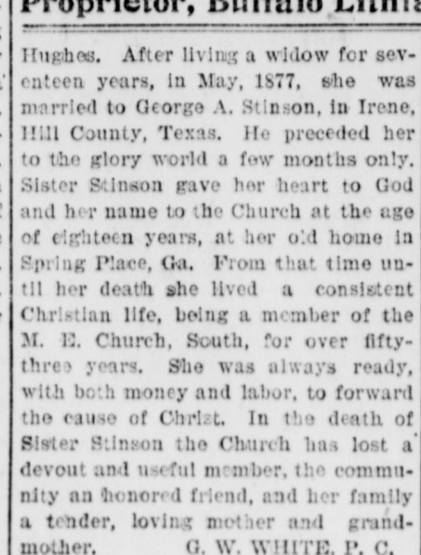 Proprietor, Buffalo Lithia
Hughes. After living a widow for sev-
enteen years, in May, 1877, she was
married to George A. Stinson, in Irene,
Hill County, Texas. He preceded her
to the glory world a few months only.
Sister Stinson gave her heart to God
and her name to the Church at the age
of eighteen years, at her old home in
Spring Place, Ga. From that time un-
til her death she lived a consistent
Christian life, being a member of the
M. E. Church, South, for over fifty-
three years. She was always ready,
with both money and labor, to forward
the cause of Christ. In the death of
Sister Stinson the Church has lost a
devout and useful member, the commu-
nity an honored friend, and her family
a tender, loving mother and grand-
mother. G. W. WHITE, P. C.